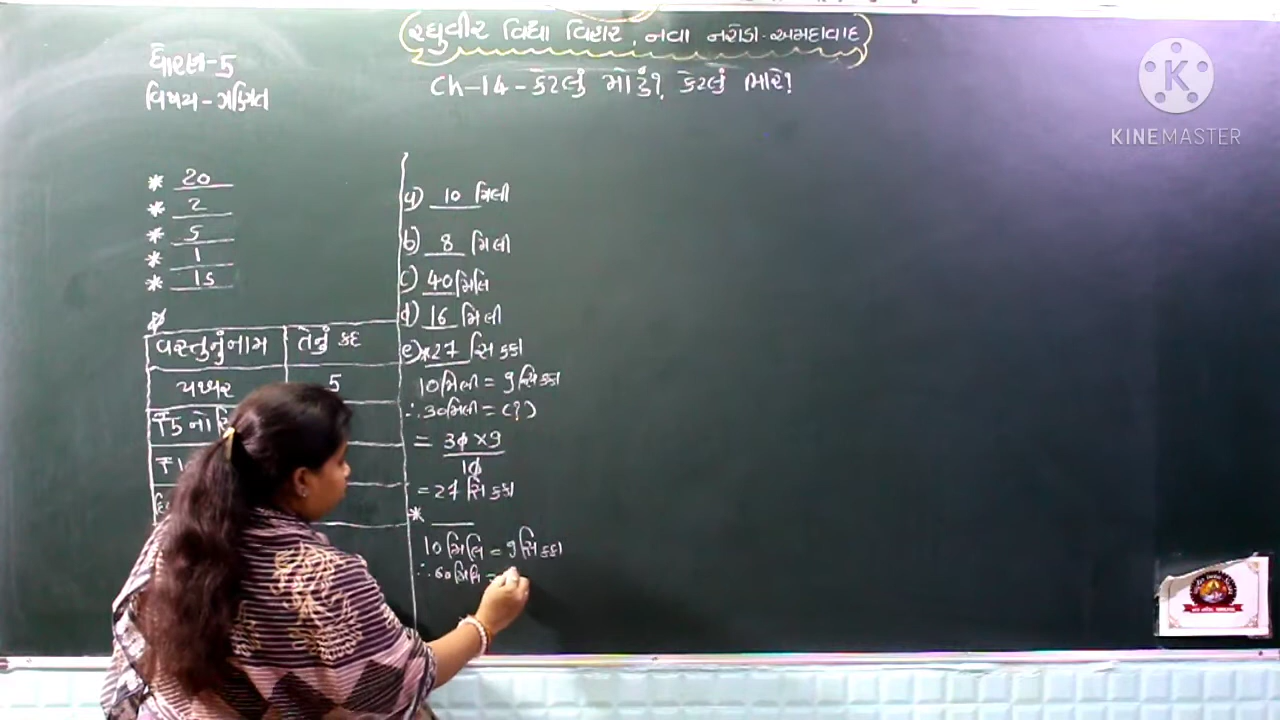 રઘુવીર વિદ્યા વિહાર, નવા નરોડા-અમદાવાદ
ધોરણ-5
વિષય-ગણિત
Ch-14-કેટલું મોટું? કેટલું ભારે?
KINEMASTER
* 20
* 2
* 5
* 1
* 15
વસ્તુનું નામ તેનું કદ
પથ્થર 5
₹5 નો
a) 10 મિલી
b) 8 મિલી
c) 40 મિલિ
d) 16 મિલી
e) * 27 સિક્કા
10 મિલી = 9 સિક્કા
∴ 30 મિલી = (?)
= 30 × 9
10
= 27 સિક્કા
*
10 મિલિ = 9 સિક્કા
∴ 60 મિલિ =